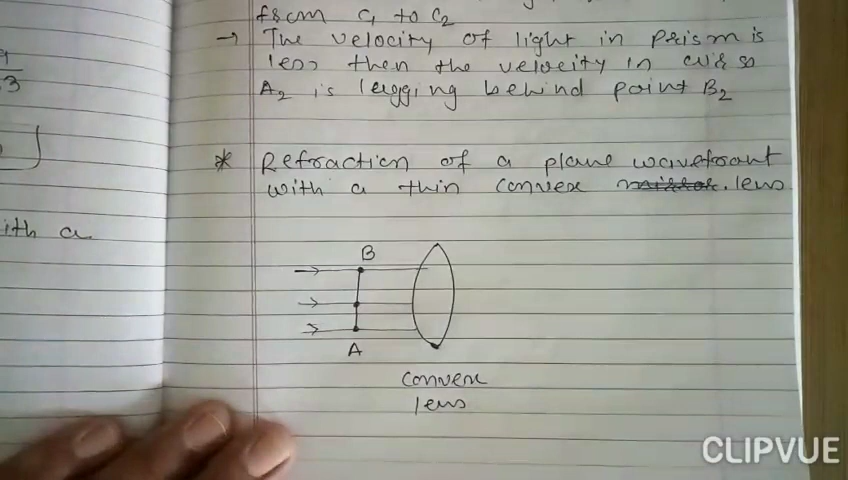 from C1 to C2
→ The velocity of light in prism is
less then the velocity in air so
A2 is legging behind point B2
* Refraction of a plane wavefront
with a thin convex lens
ith a
3
B
A
convex
lens
CLIPVUE